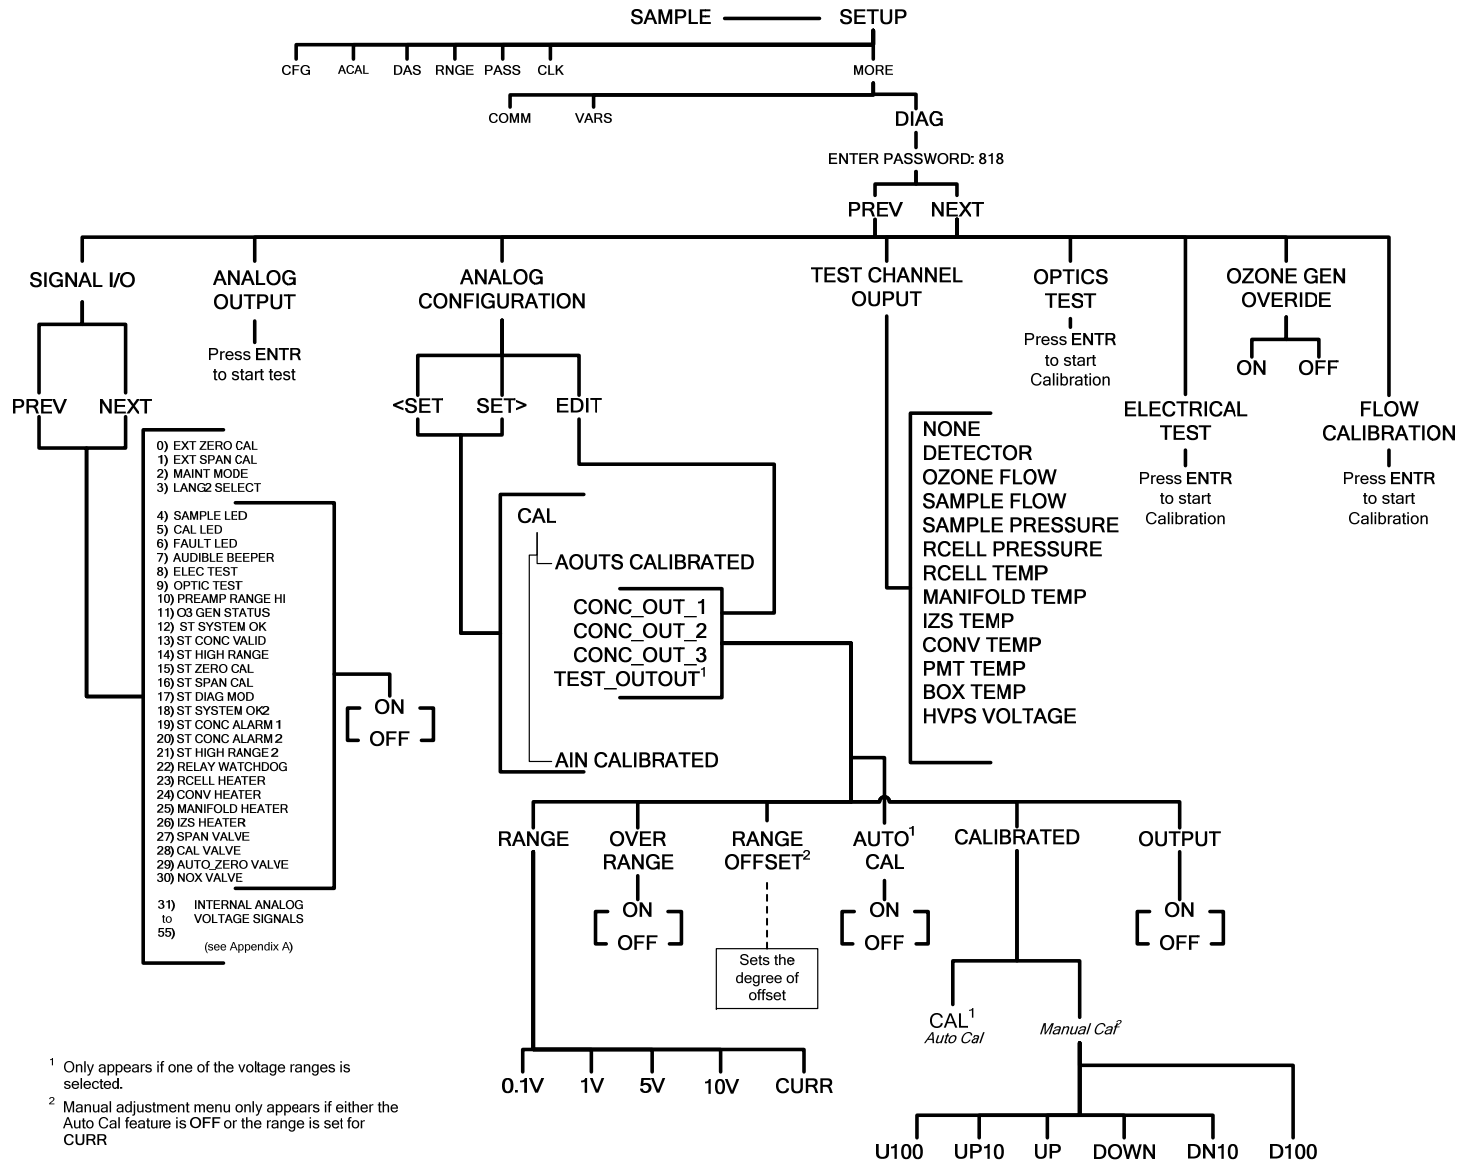 SAMPLE SETUP
CFG ACAL DAS RNGE PASS CLK MORE
COMM VARS DIAG
ENTER PASSWORD: 818
PREV NEXT
SIGNAL I/O
PREV NEXT
0) EXT ZERO CAL
1) EXT SPAN CAL
2) MAINT MODE
3) LANG2 SELECT
4) SAMPLE LED
5) CAL LED
6) FAULT LED
7) AUDIBLE BEEPER
8) ELEC TEST
9) OPTIC TEST
10) PREAMP RANGE HI
11) O3 GEN STATUS
12) ST SYSTEM OK
13) ST CONC VALID
14) ST HIGH RANGE
15) ST ZERO CAL
16) ST SPAN CAL
17) ST DIAG MOD
18) ST SYSTEM OK2
19) ST CONC ALARM 1
20) ST CONC ALARM 2
21) ST HIGH RANGE 2
22) RELAY WATCHDOG
23) RCELL HEATER
24) CONV HEATER
25) MANIFOLD HEATER
26) IZS HEATER
27) SPAN VALVE
28) CAL VALVE
29) AUTO_ZERO VALVE
30) NOX VALVE
31) INTERNAL ANALOG
to VOLTAGE SIGNALS
55)
(see Appendix A)
ON
OFF
ANALOG
OUTPUT
Press ENTR
to start test
ANALOG
CONFIGURATION
<SET SET> EDIT
CAL
AOUTS CALIBRATED
CONC_OUT_1
CONC_OUT_2
CONC_OUT_3
TEST_OUTOUT1
AIN CALIBRATED
TEST CHANNEL
OUPUT
NONE
DETECTOR
OZONE FLOW
SAMPLE FLOW
SAMPLE PRESSURE
RCELL PRESSURE
RCELL TEMP
MANIFOLD TEMP
IZS TEMP
CONV TEMP
PMT TEMP
BOX TEMP
HVPS VOLTAGE
OPTICS
TEST
Press ENTR
to start
Calibration
ELECTRICAL
TEST
Press ENTR
to start
Calibration
OZONE GEN
OVERIDE
ON OFF
FLOW
CALIBRATION
Press ENTR
to start
Calibration
RANGE
0.1V 1V 5V 10V CURR
OVER
RANGE
ON
OFF
RANGE
OFFSET2
Sets the
degree of
offset
AUTO1
CAL
ON
OFF
CALIBRATED
CAL1
Auto Cal
Manual Cal2
U100 UP10 UP DOWN DN10 D100
OUTPUT
ON
OFF
1 Only appears if one of the voltage ranges is
selected.
2 Manual adjustment menu only appears if either the
Auto Cal feature is OFF or the range is set for
CURR